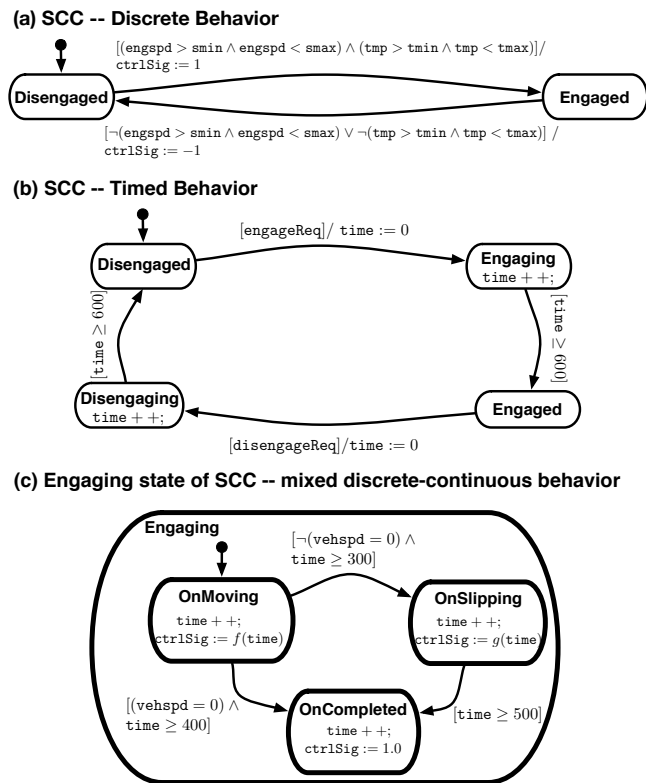 (a) SCC -- Discrete Behavior
[(engspd > smin ∧ engspd < smax) ∧ (tmp > tmin ∧ tmp < tmax)]/
ctrlSig := 1
Disengaged
Engaged
[¬(engspd > smin ∧ engspd < smax) ∨ ¬(tmp > tmin ∧ tmp < tmax)] /
ctrlSig := −1
(b) SCC -- Timed Behavior
[engageReq]/ time := 0
Disengaged
Engaging
time + +;
[time ≥ 600]
[time ≥ 600]
Disengaging
time + +;
Engaged
[disengageReq]/time := 0
(c) Engaging state of SCC -- mixed discrete-continuous behavior
Engaging
[¬(vehspd = 0) ∧
time ≥ 300]
OnMoving
time + +;
ctrlSig := f(time)
OnSlipping
time + +;
ctrlSig := g(time)
[(vehspd = 0) ∧
time ≥ 400]
OnCompleted
time + +;
ctrlSig := 1.0
[time ≥ 500]